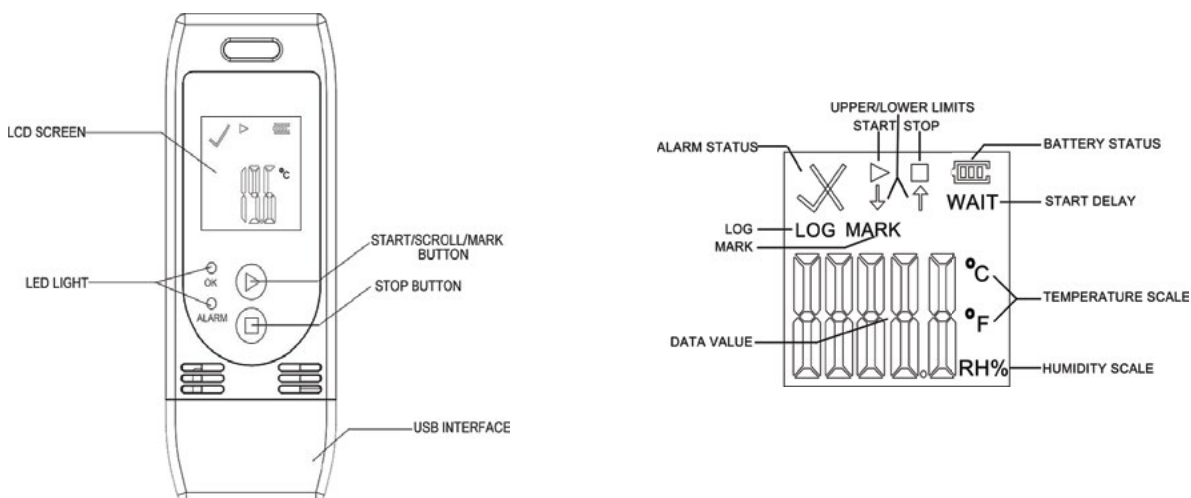 LCD SCREEN
°C
START/SCROLL/MARK
BUTTON
LED LIGHT
OK
STOP BUTTON
ALARM
USB INTERFACE
UPPER/LOWER LIMITS
START STOP
ALARM STATUS
BATTERY STATUS
WAIT
START DELAY
LOG
LOG MARK
MARK
°C
TEMPERATURE SCALE
°F
DATA VALUE
RH%
HUMIDITY SCALE